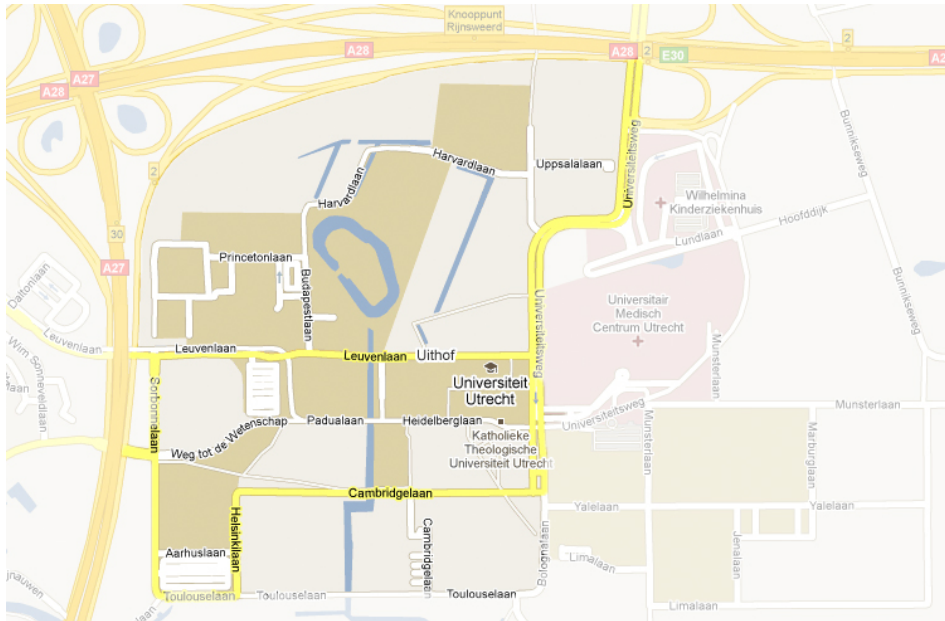 Knooppunt
Rijnsweerd
2
A28
A28
2
E30
A27
A28
2
Bunnikseweg
Harvardlaan
Uppsalalaan
Universiteitsweg
Harvardlaan
Wilhelmina
Kinderziekenhuis
Hoofddijk
30
Lundlaan
A27
Princetonlaan
Daltonlaan
Budapestlaan
Universiteitsweg
Universitair
Medisch
Centrum Utrecht
Bunnikseweg
Leuvenlaan
Leuvenlaan
Leuvenlaan
Uithof
Wim Sonneveldlaan
Munsterlaan
Sorbonnelaan
Universiteit
Utrecht
Weg tot de Wetenschap
Padualaan
Heidelberglaan
Universiteitsweg
Munsterlaan
Katholieke
Theologische
Universiteit Utrecht
Munsterlaan
Marburglaan
Cambridgelaan
Yalelaan
Yalelaan
Helsinkilaan
Cambridgelaan
Bolognalaan
Jenalaan
Aarhuslaan
Limalaan
Toulouselaan
Toulouselaan
Toulouselaan
Limalaan